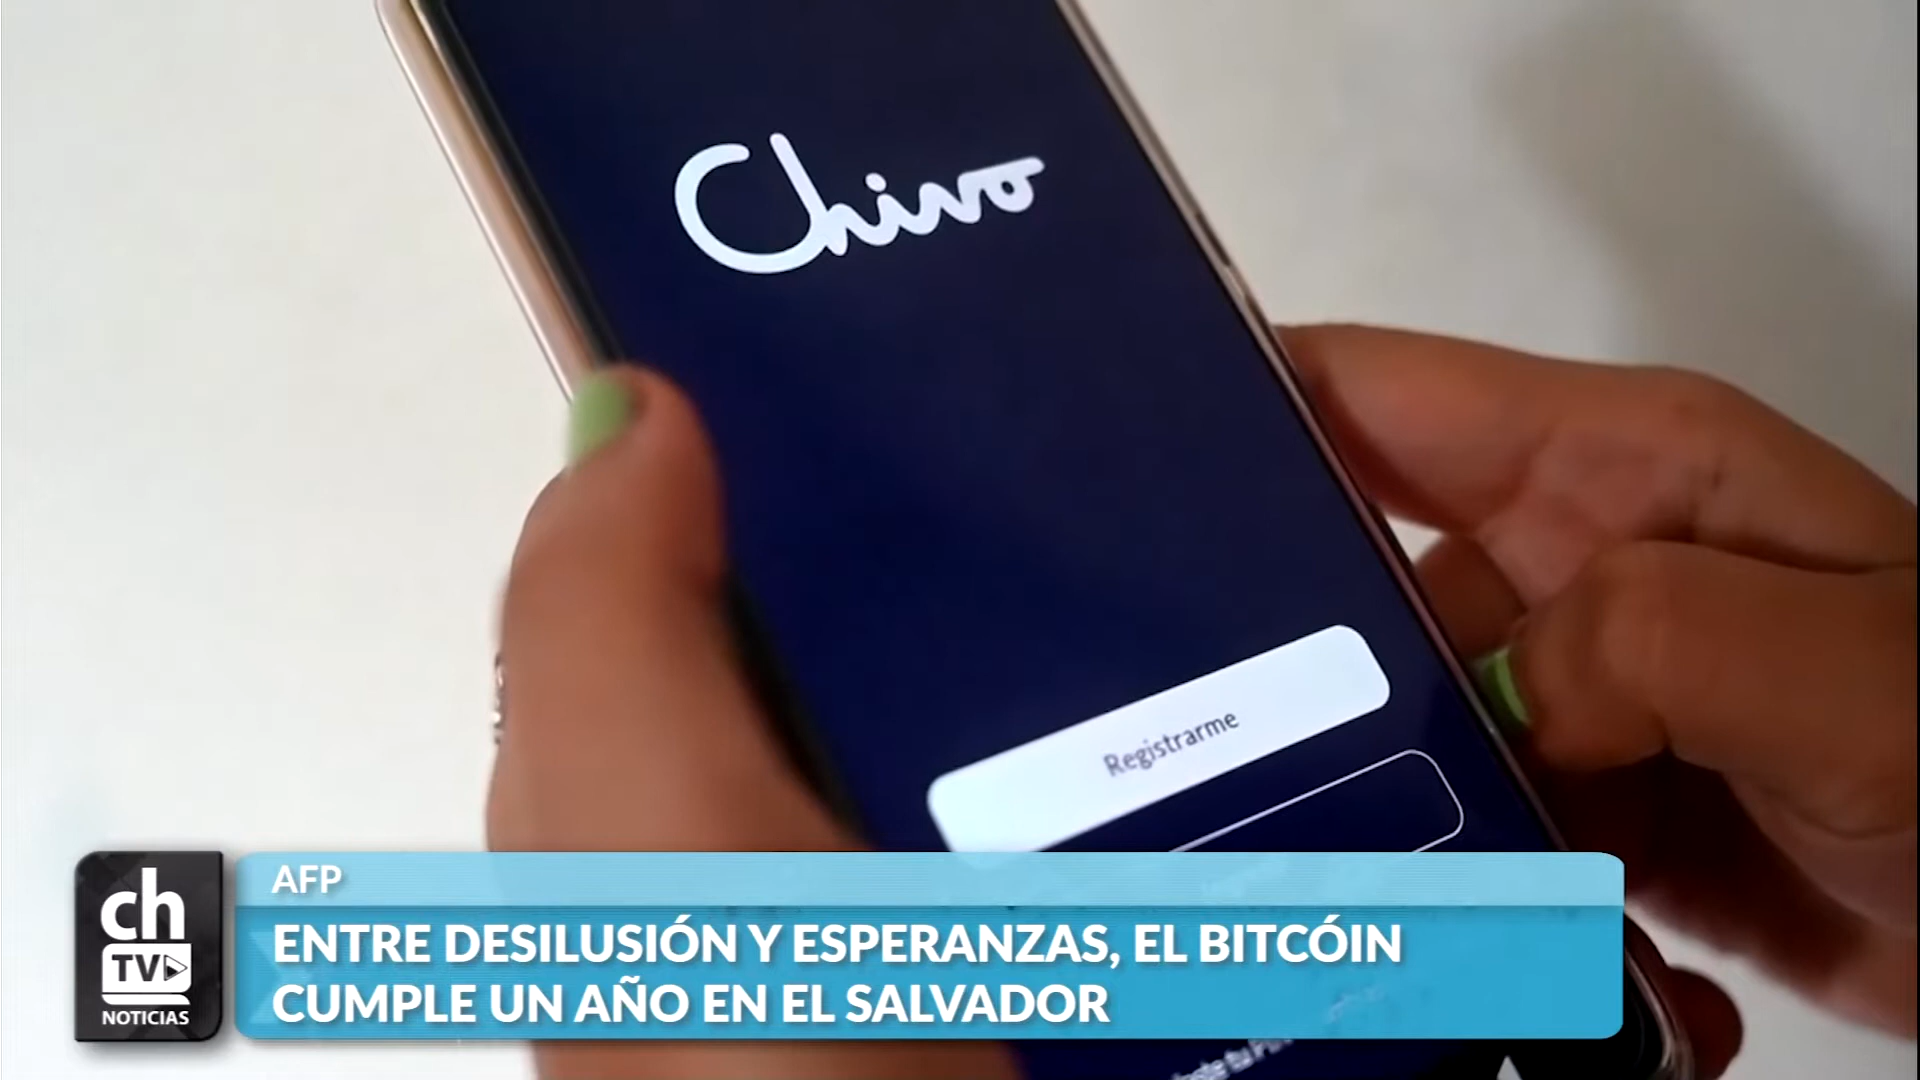 Chivo
Registrarme
AFP
ENTRE DESILUSIÓN Y ESPERANZAS, EL BITCÓIN
CUMPLE UN AÑO EN EL SALVADOR
ch
TV
NOTICIAS